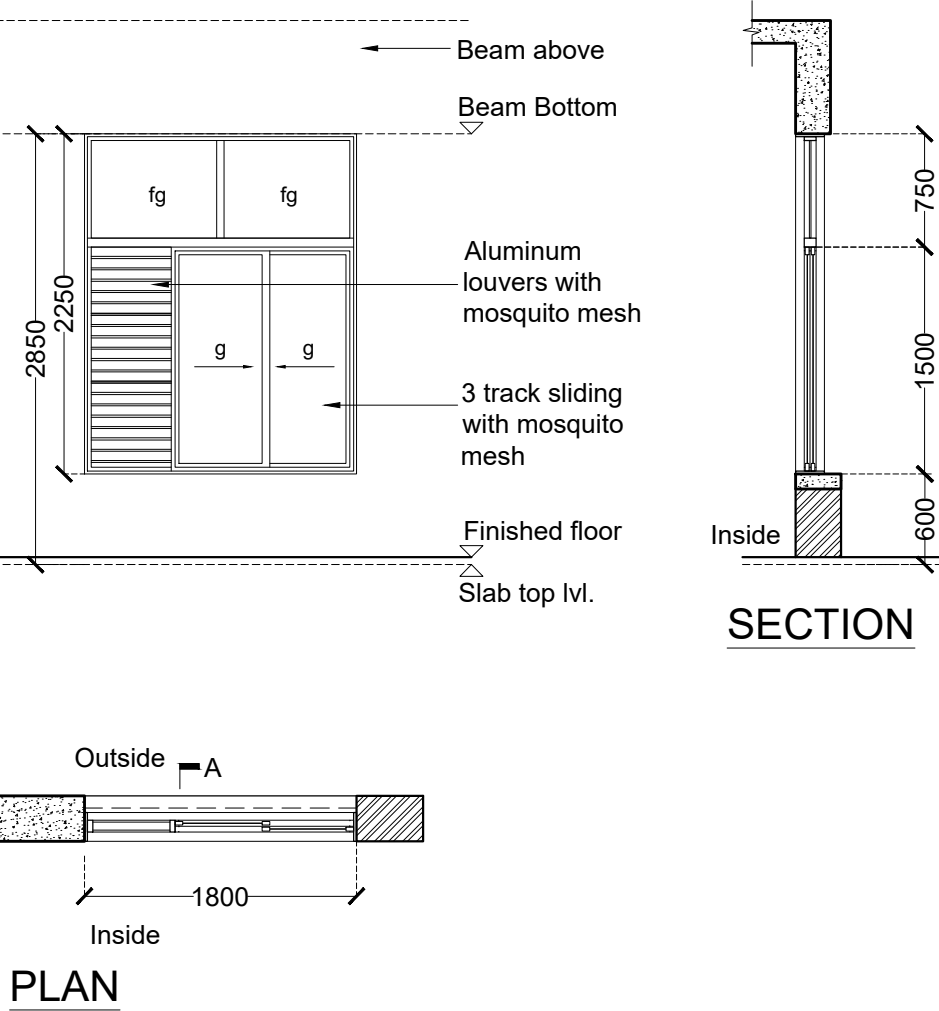 Beam above
Beam Bottom
fg
fg
750
Aluminum
louvers with
mosquito mesh
2250
2850
g
g
1500
3 track sliding
with mosquito
mesh
Finished floor
Inside
600
Slab top lvl.
SECTION
Outside
A
1800
Inside
PLAN